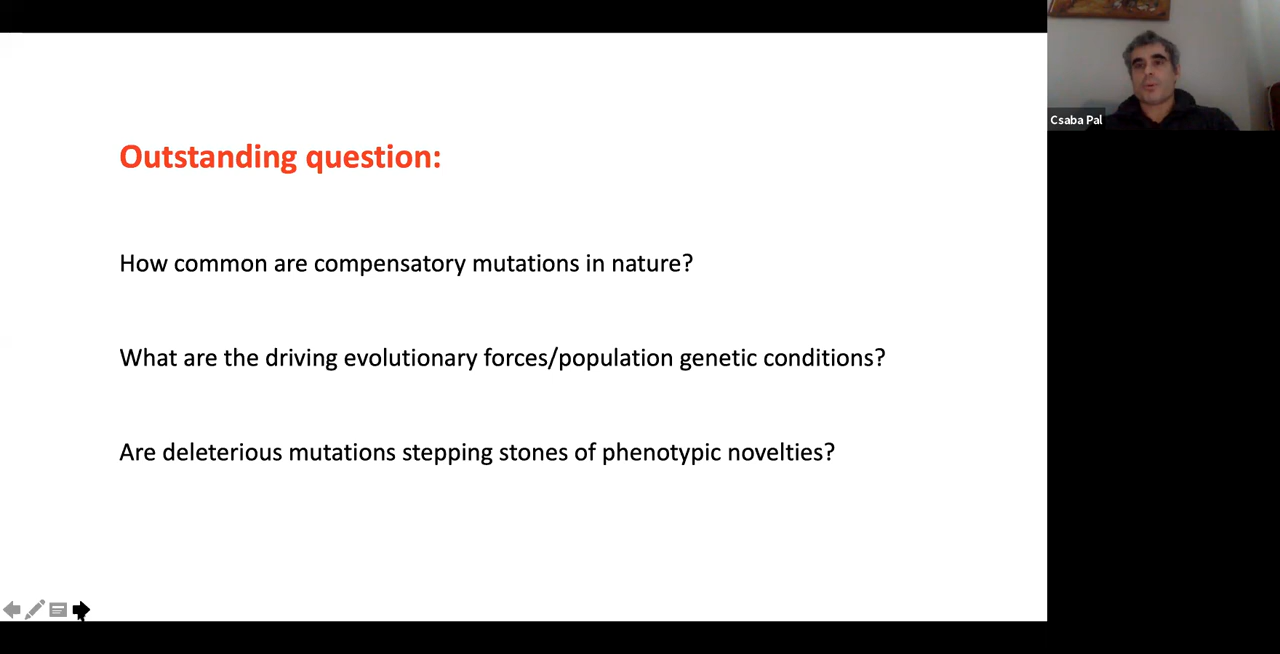 Outstanding question:
How common are compensatory mutations in nature?
What are the driving evolutionary forces/population genetic conditions?
Are deleterious mutations stepping stones of phenotypic novelties?
Csaba Pal